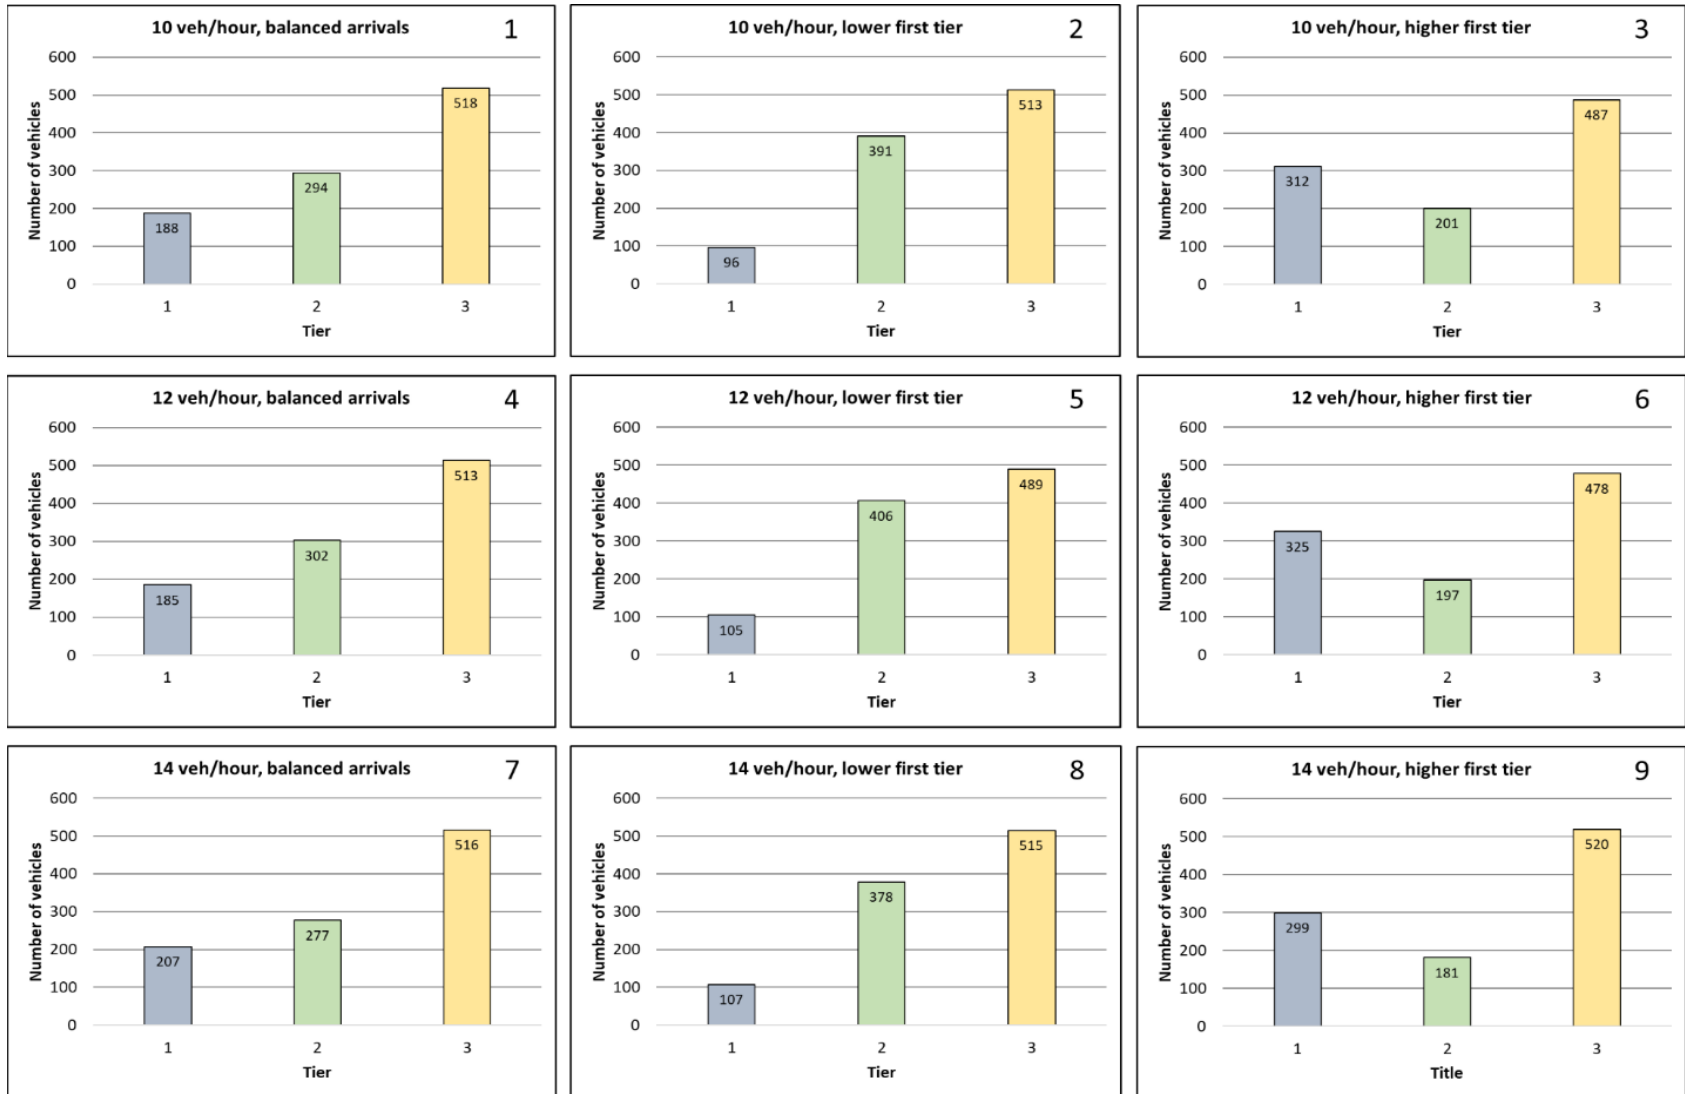 10 veh/hour, balanced arrivals
1
Number of vehicles
600
500
400
300
200
100
0
188
294
518
1 2 3
Tier
10 veh/hour, lower first tier
2
Number of vehicles
600
500
400
300
200
100
0
96
391
513
1 2 3
Tier
10 veh/hour, higher first tier
3
Number of vehicles
600
500
400
300
200
100
0
312
201
487
1 2 3
Tier
12 veh/hour, balanced arrivals
4
Number of vehicles
600
500
400
300
200
100
0
185
302
513
1 2 3
Tier
12 veh/hour, lower first tier
5
Number of vehicles
600
500
400
300
200
100
0
105
406
489
1 2 3
Tier
12 veh/hour, higher first tier
6
Number of vehicles
600
500
400
300
200
100
0
325
197
478
1 2 3
Tier
14 veh/hour, balanced arrivals
7
Number of vehicles
600
500
400
300
200
100
0
207
277
516
1 2 3
Tier
14 veh/hour, lower first tier
8
Number of vehicles
600
500
400
300
200
100
0
107
378
515
1 2 3
Tier
14 veh/hour, higher first tier
9
Number of vehicles
600
500
400
300
200
100
0
299
181
520
1 2 3
Title